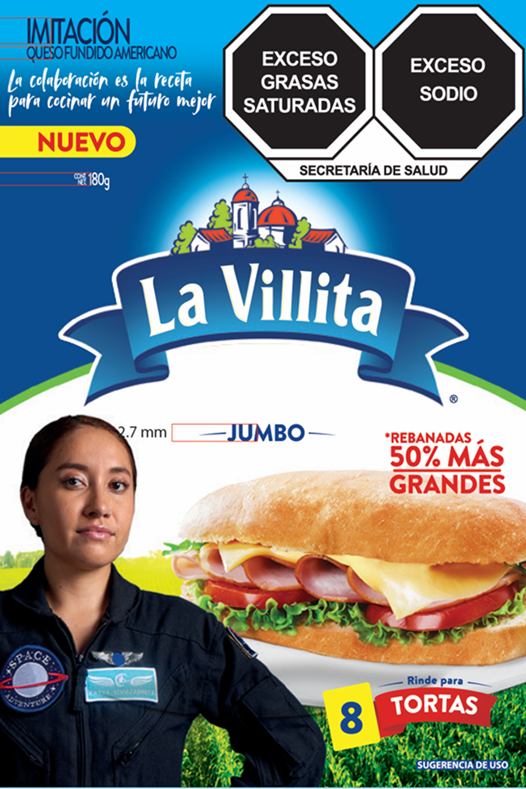 IMITACIÓN
QUESO FUNDIDO AMERICANO
La colaboración es la receta
para cocinar un futuro mejor
NUEVO
CONT.
NET. 180g
EXCESO
GRASAS
SATURADAS
EXCESO
SODIO
SECRETARÍA DE SALUD
La Villita
®
2.7 mm
JUMBO
*REBANADAS
50% MÁS
GRANDES
SPACE
ADVENTURE
Rinde para
8 TORTAS
SUGERENCIA DE USO